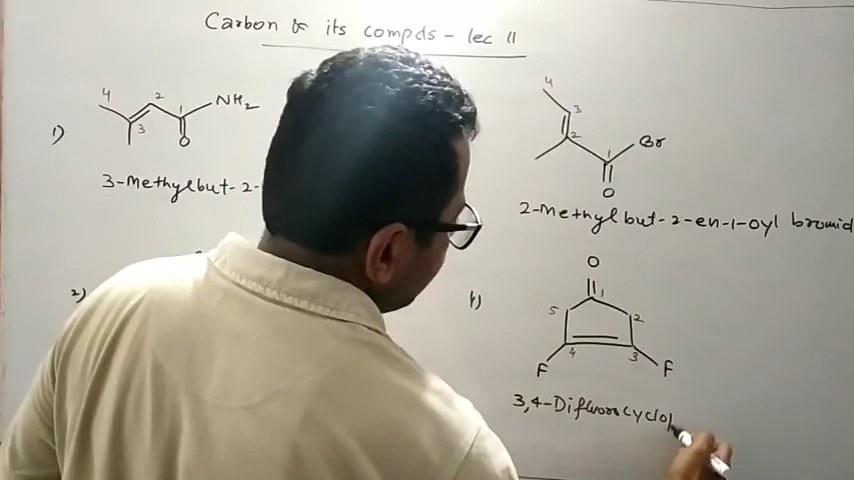 Carbon & its compds - lec 11
1)
4
2
1
3
NH2
O
3-Methylbut-2-
4
3
2
1
Br
O
2-Methylbut-2-en-1-oyl bromid
2)
4)
O
1
5
2
4
3
F
F
3,4-Difluorocyclop